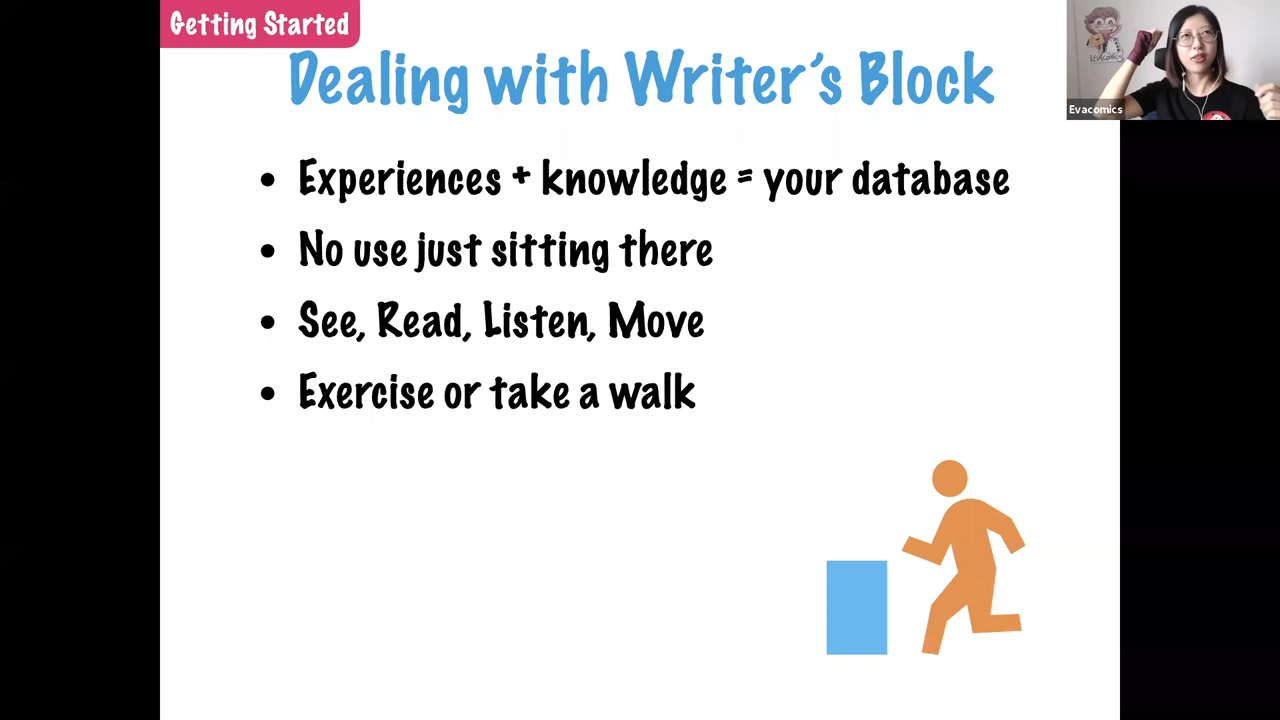 Getting Started
Dealing with Writer's Block
Experiences + knowledge = your database
No use just sitting there
See, Read, Listen, Move
Exercise or take a walk
Evacomics